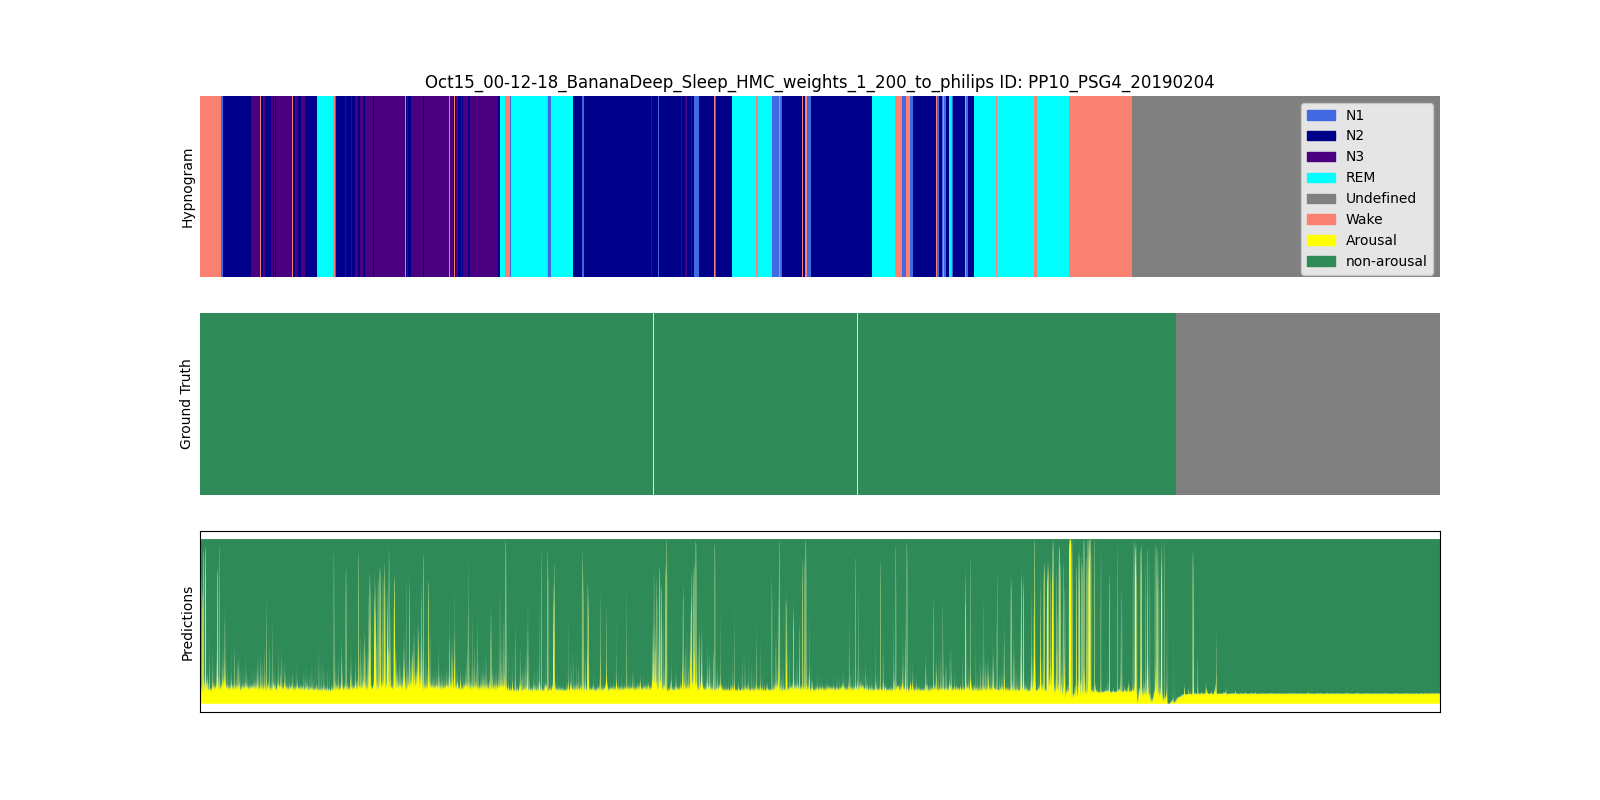 Oct15_00-12-18_BananaDeep_Sleep_HMC_weights_1_200_to_philips ID: PP10_PSG4_20190204
Hypnogram
N1
N2
N3
REM
Undefined
Wake
Arousal
non-arousal
Ground Truth
Predictions